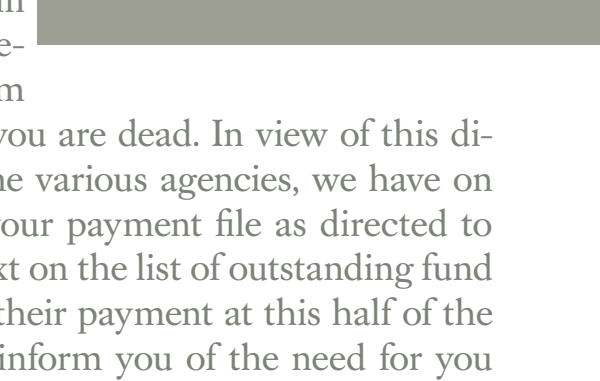 e-
m
you are dead. In view of this di-
he various agencies, we have on
your payment file as directed to
xt on the list of outstanding fund
their payment at this half of the
inform you of the need for you